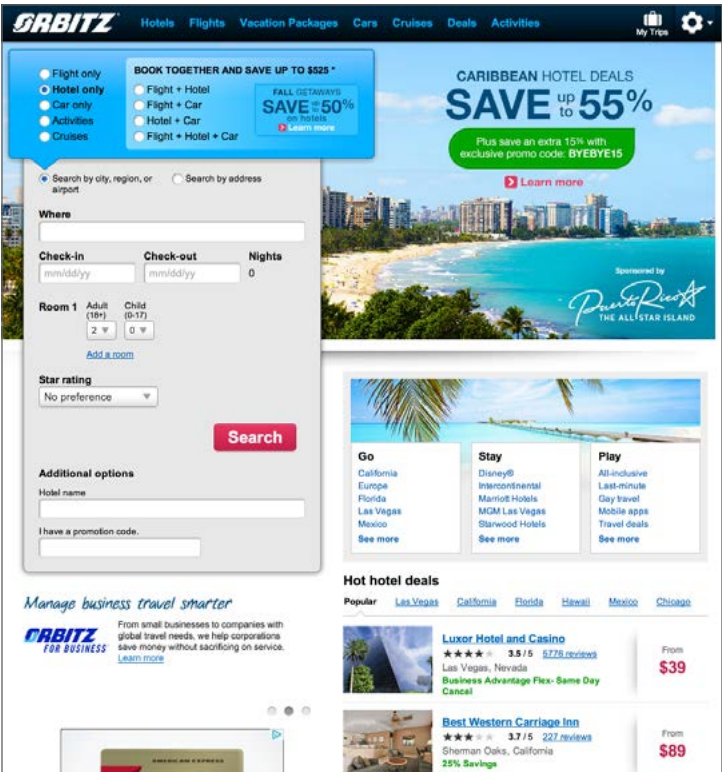 ORBITZ
Hotels Flights Vacation Packages Cars Cruises Deals Activities
My Trips
Flight only
Hotel only
Car only
Activities
Cruises
BOOK TOGETHER AND SAVE UP TO $525 *
Flight + Hotel
Flight + Car
Hotel + Car
Flight + Hotel + Car
FALL GETAWAYS
SAVE up to 50%
on hotels
Learn more
CARIBBEAN HOTEL DEALS
SAVE up to 55%
Plus save an extra 15% with
exclusive promo code: BYEBYE15
Learn more
Sponsored by
Puerto Rico
THE ALL STAR ISLAND
Search by city, region, or
airport
Search by address
Where
Check-in Check-out Nights
mm/dd/yy mm/dd/yy 0
Room 1 Adult Child
(18+) (0-17)
2 0
Add a room
Star rating
No preference
Search
Additional options
Hotel name
I have a promotion code.
Go
California
Europe
Florida
Las Vegas
Mexico
See more
Stay
Disney®
Intercontinental
Marriott Hotels
MGM Las Vegas
Starwood Hotels
See more
Play
All-inclusive
Last-minute
Gay travel
Mobile apps
Travel deals
See more
Manage business travel smarter
ORBITZ
FOR BUSINESS
From small businesses to companies with
global travel needs, we help corporations
save money without sacrificing on service.
Learn more
AMERICAN EXPRESS
Hot hotel deals
Popular Las Vegas California Florida Hawaii Mexico Chicago
Luxor Hotel and Casino
3.5 / 5 5776 reviews
Las Vegas, Nevada
Business Advantage Flex- Same Day
Cancel
From
$39
Best Western Carriage Inn
3.7 / 5 227 reviews
Sherman Oaks, California
25% Savings
From
$89